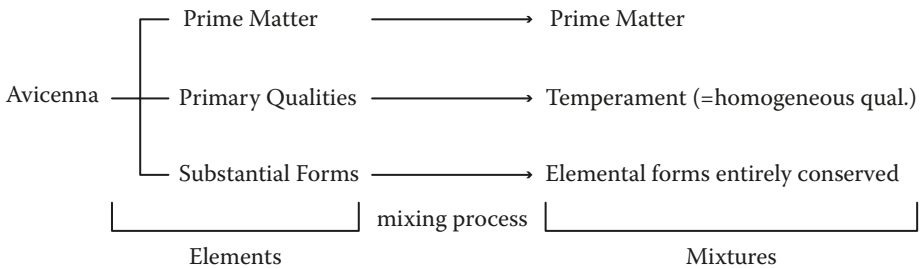 Prime Matter Prime Matter
Avicenna Primary Qualities Temperament (=homogeneous qual.)
Substantial Forms Elemental forms entirely conserved
mixing process
Elements Mixtures